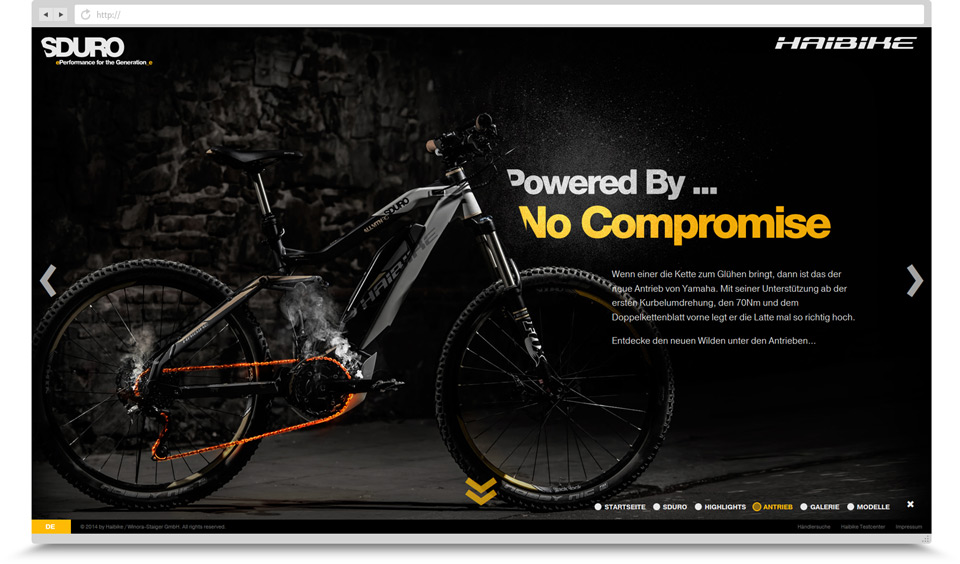 http://
SDURO
ePerformance for the Generation_e
HAIBIKE
Powered By ...
No Compromise
Wenn einer die Kette zum Glühen bringt, dann ist das der
neue Antrieb von Yamaha. Mit seiner Unterstützung ab der
ersten Kurbelumdrehung, den 70Nm und dem
Doppelkettenblatt vorne legt er die Latte mal so richtig hoch.
Entdecke den neuen Wilden unter den Antrieben...
SDURO
HAIBIKE
STARTSEITE SDURO HIGHLIGHTS ANTRIEB GALERIE MODELLE
DE
© 2014 by Haibike / Winora-Staiger GmbH. All rights reserved.
Händlersuche Haibike Testcenter Impressum